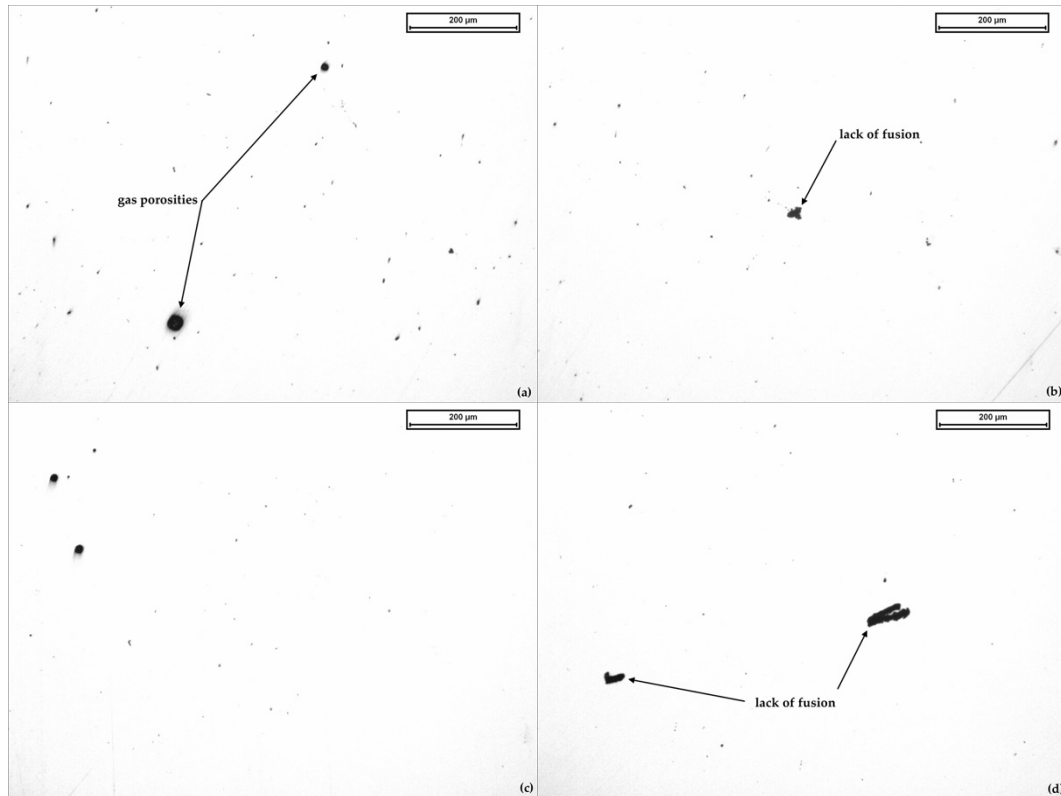 200 µm
gas porosities
(a)
200 µm
lack of fusion
(b)
200 µm
(c)
200 µm
lack of fusion
(d)